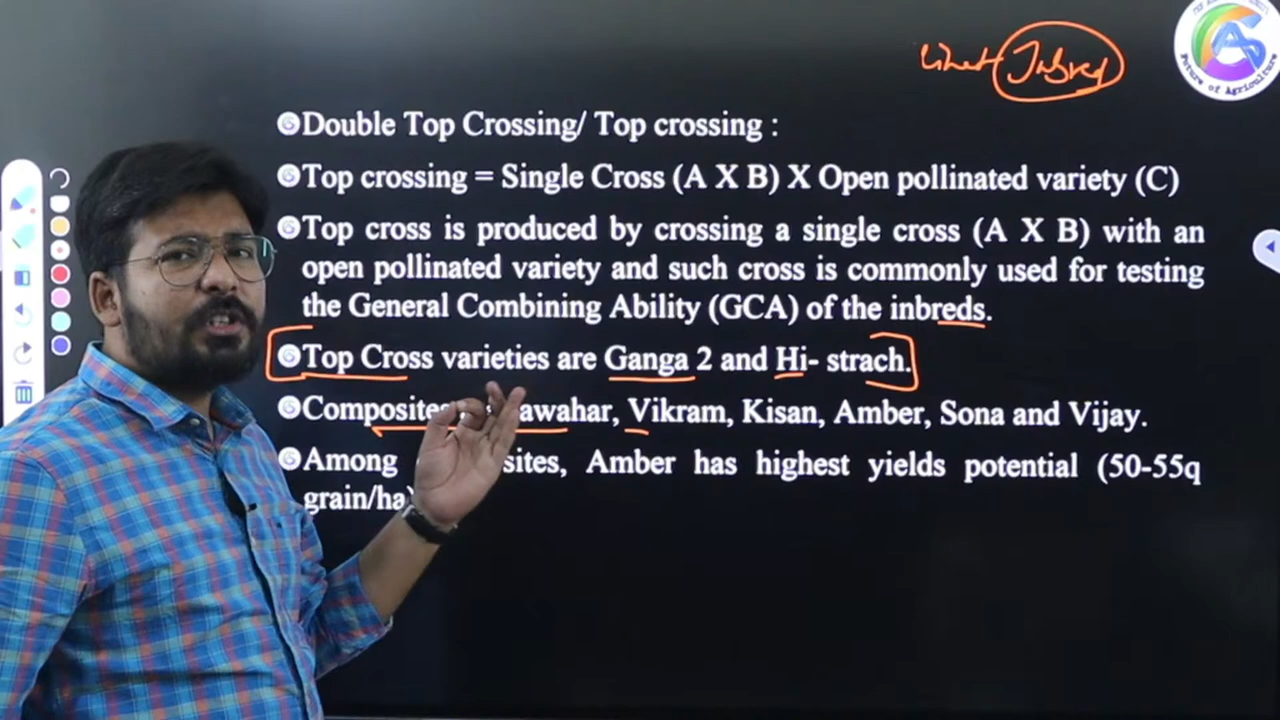 Inbred
Future of Agriculture
Double Top Crossing/ Top crossing :
Top crossing = Single Cross (A X B) X Open pollinated variety (C)
Top cross is produced by crossing a single cross (A X B) with an
open pollinated variety and such cross is commonly used for testing
the General Combining Ability (GCA) of the inbreds.
Top Cross varieties are Ganga 2 and Hi- strach.
Composites awahar, Vikram, Kisan, Amber, Sona and Vijay.
Among sites, Amber has highest yields potential (50-55q
grain/ha)